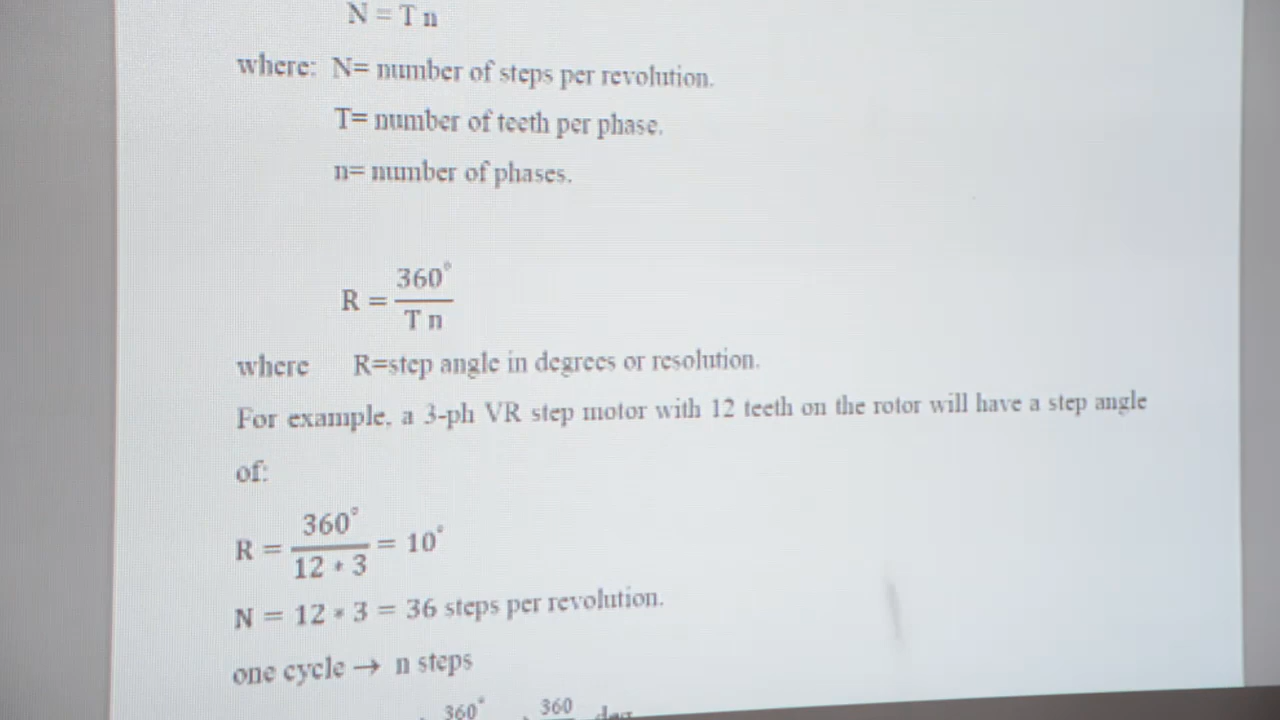 N = T n
where: N= number of steps per revolution.
T= number of teeth per phase.
n= number of phases.
R = 360° / T n
where R=step angle in degrees or resolution.
For example, a 3-ph VR step motor with 12 teeth on the rotor will have a step angle
of:
R = 360° / 12 * 3 = 10°
N = 12 * 3 = 36 steps per revolution.
one cycle → n steps
360° 360